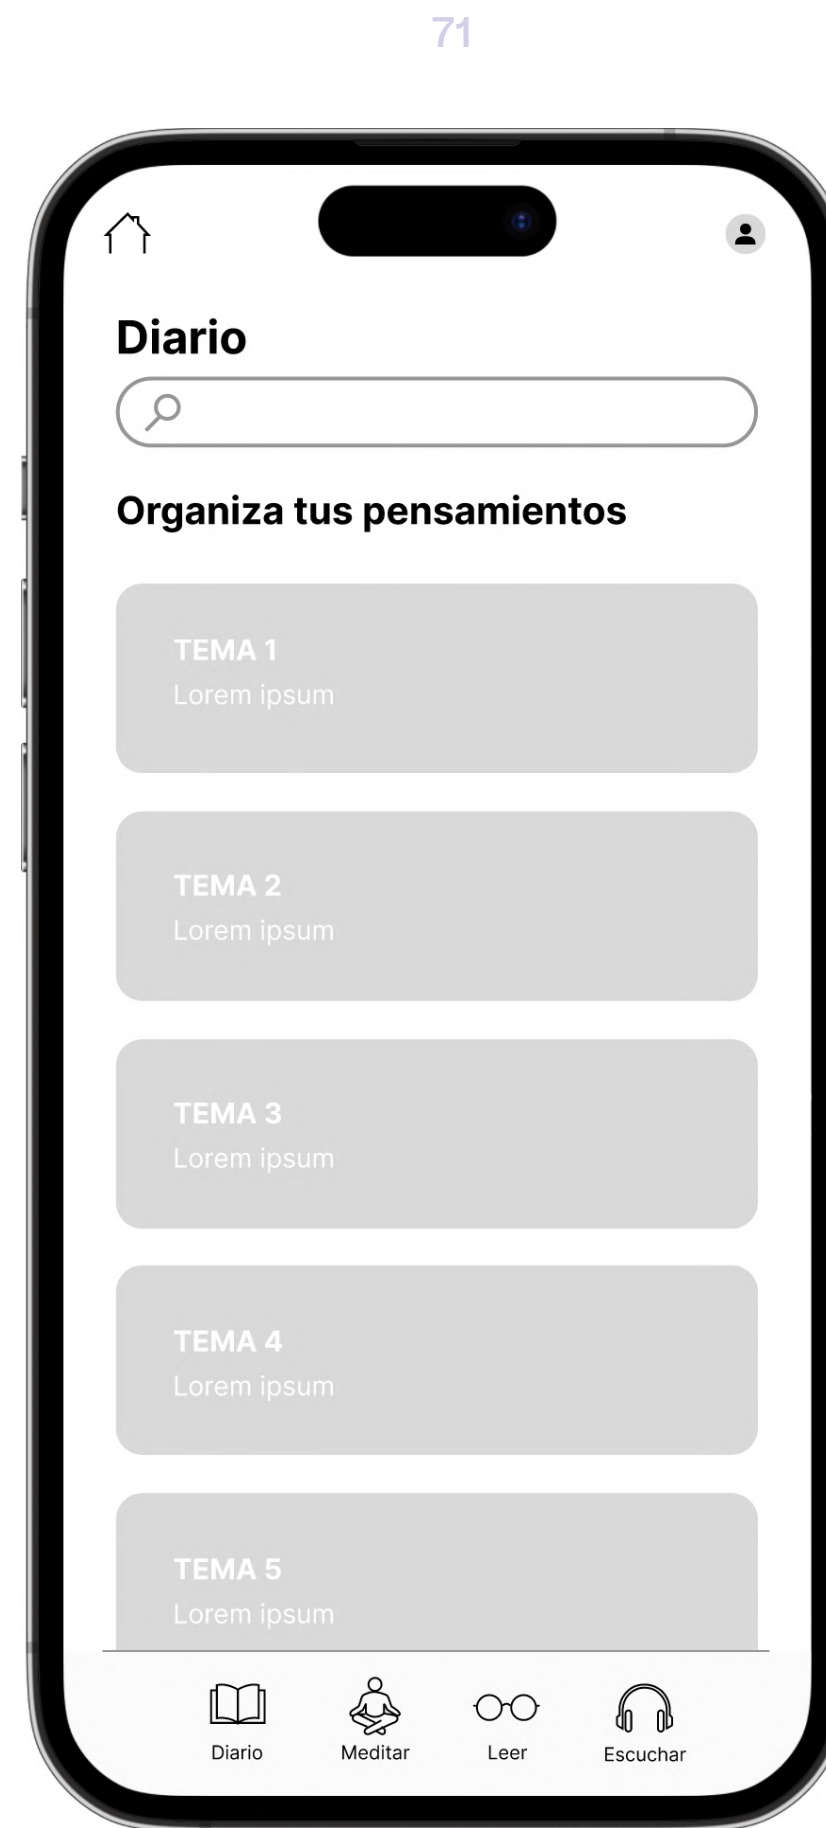 71
Diario
Organiza tus pensamientos
TEMA 1
Lorem ipsum
TEMA 2
Lorem ipsum
TEMA 3
Lorem ipsum
TEMA 4
Lorem ipsum
TEMA 5
Lorem ipsum
Diario Meditar Leer Escuchar